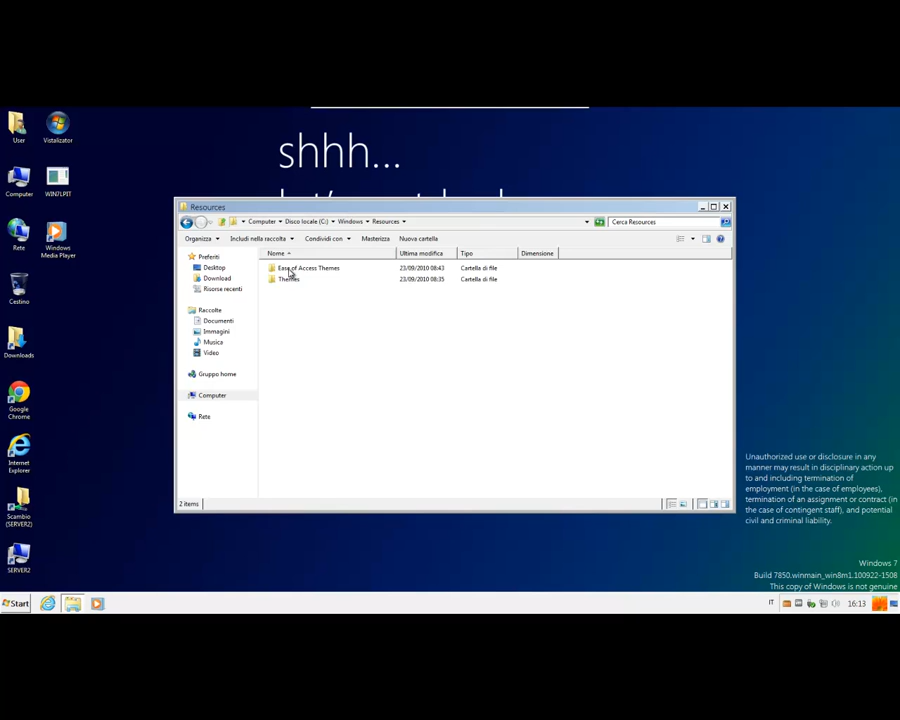 shhh...
User
Vistalizator
Computer
WIN7LPIT
Rete
Windows
Media Player
Cestino
Downloads
Google
Chrome
Internet
Explorer
Scambio
(SERVER2)
SERVER2
Resources
Computer Disco locale (C:) Windows Resources
Cerca Resources
Organizza Includi nella raccolta Condividi con Masterizza Nuova cartella
Preferiti
Desktop
Download
Risorse recenti
Raccolte
Documenti
Immagini
Musica
Video
Gruppo home
Computer
Rete
Nome Ultima modifica Tipo Dimensione
Ease of Access Themes 23/09/2010 08:43 Cartella di file
Themes 23/09/2010 08:35 Cartella di file
2 items
Unauthorized use or disclosure in any
manner may result in disciplinary action up
to and including termination of
employment (in the case of employees),
termination of an assignment or contract (in
the case of contingent staff), and potential
civil and criminal liability.
Windows 7
Build 7850.winmain_win8m1.100922-1508
This copy of Windows is not genuine
Start
IT
16:13